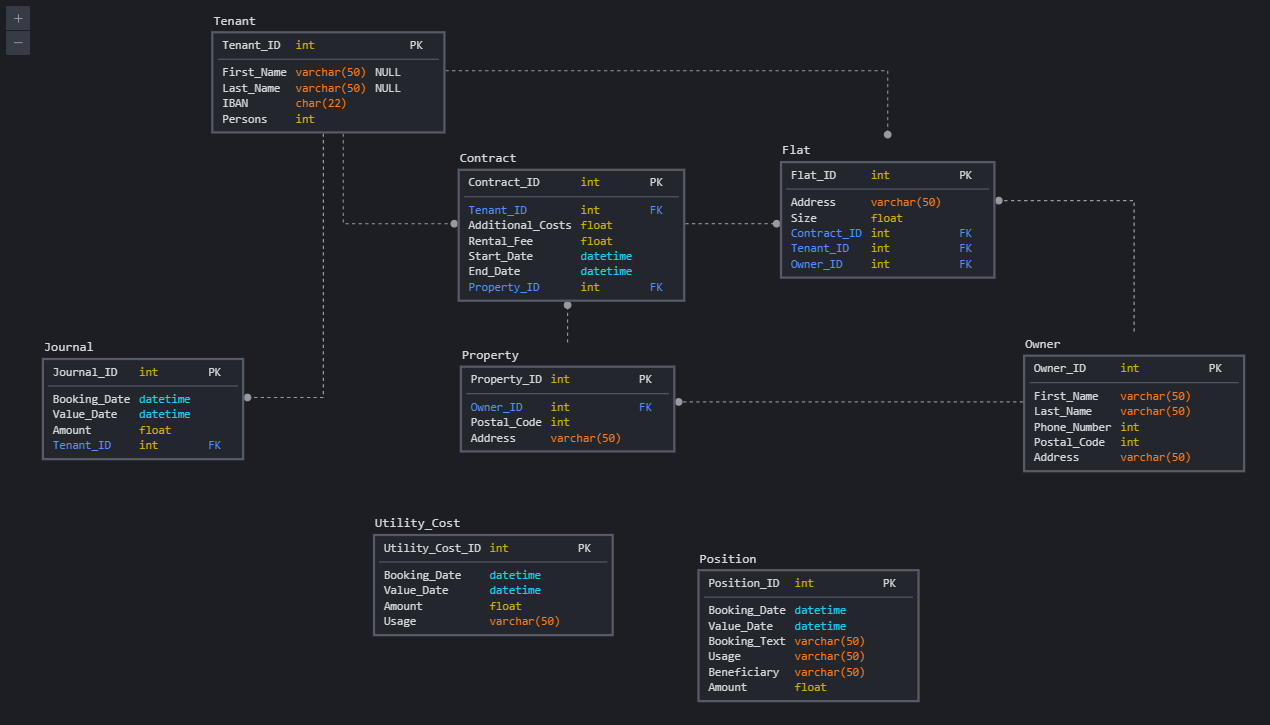 +
−
Tenant
Tenant_ID int PK
First_Name varchar(50) NULL
Last_Name varchar(50) NULL
IBAN char(22)
Persons int
Contract
Contract_ID int PK
Tenant_ID int FK
Additional_Costs float
Rental_Fee float
Start_Date datetime
End_Date datetime
Property_ID int FK
Flat
Flat_ID int PK
Address varchar(50)
Size float
Contract_ID int FK
Tenant_ID int FK
Owner_ID int FK
Journal
Journal_ID int PK
Booking_Date datetime
Value_Date datetime
Amount float
Tenant_ID int FK
Property
Property_ID int PK
Owner_ID int FK
Postal_Code int
Address varchar(50)
Owner
Owner_ID int PK
First_Name varchar(50)
Last_Name varchar(50)
Phone_Number int
Postal_Code int
Address varchar(50)
Utility_Cost
Utility_Cost_ID int PK
Booking_Date datetime
Value_Date datetime
Amount float
Usage varchar(50)
Position
Position_ID int PK
Booking_Date datetime
Value_Date datetime
Booking_Text varchar(50)
Usage varchar(50)
Beneficiary varchar(50)
Amount float